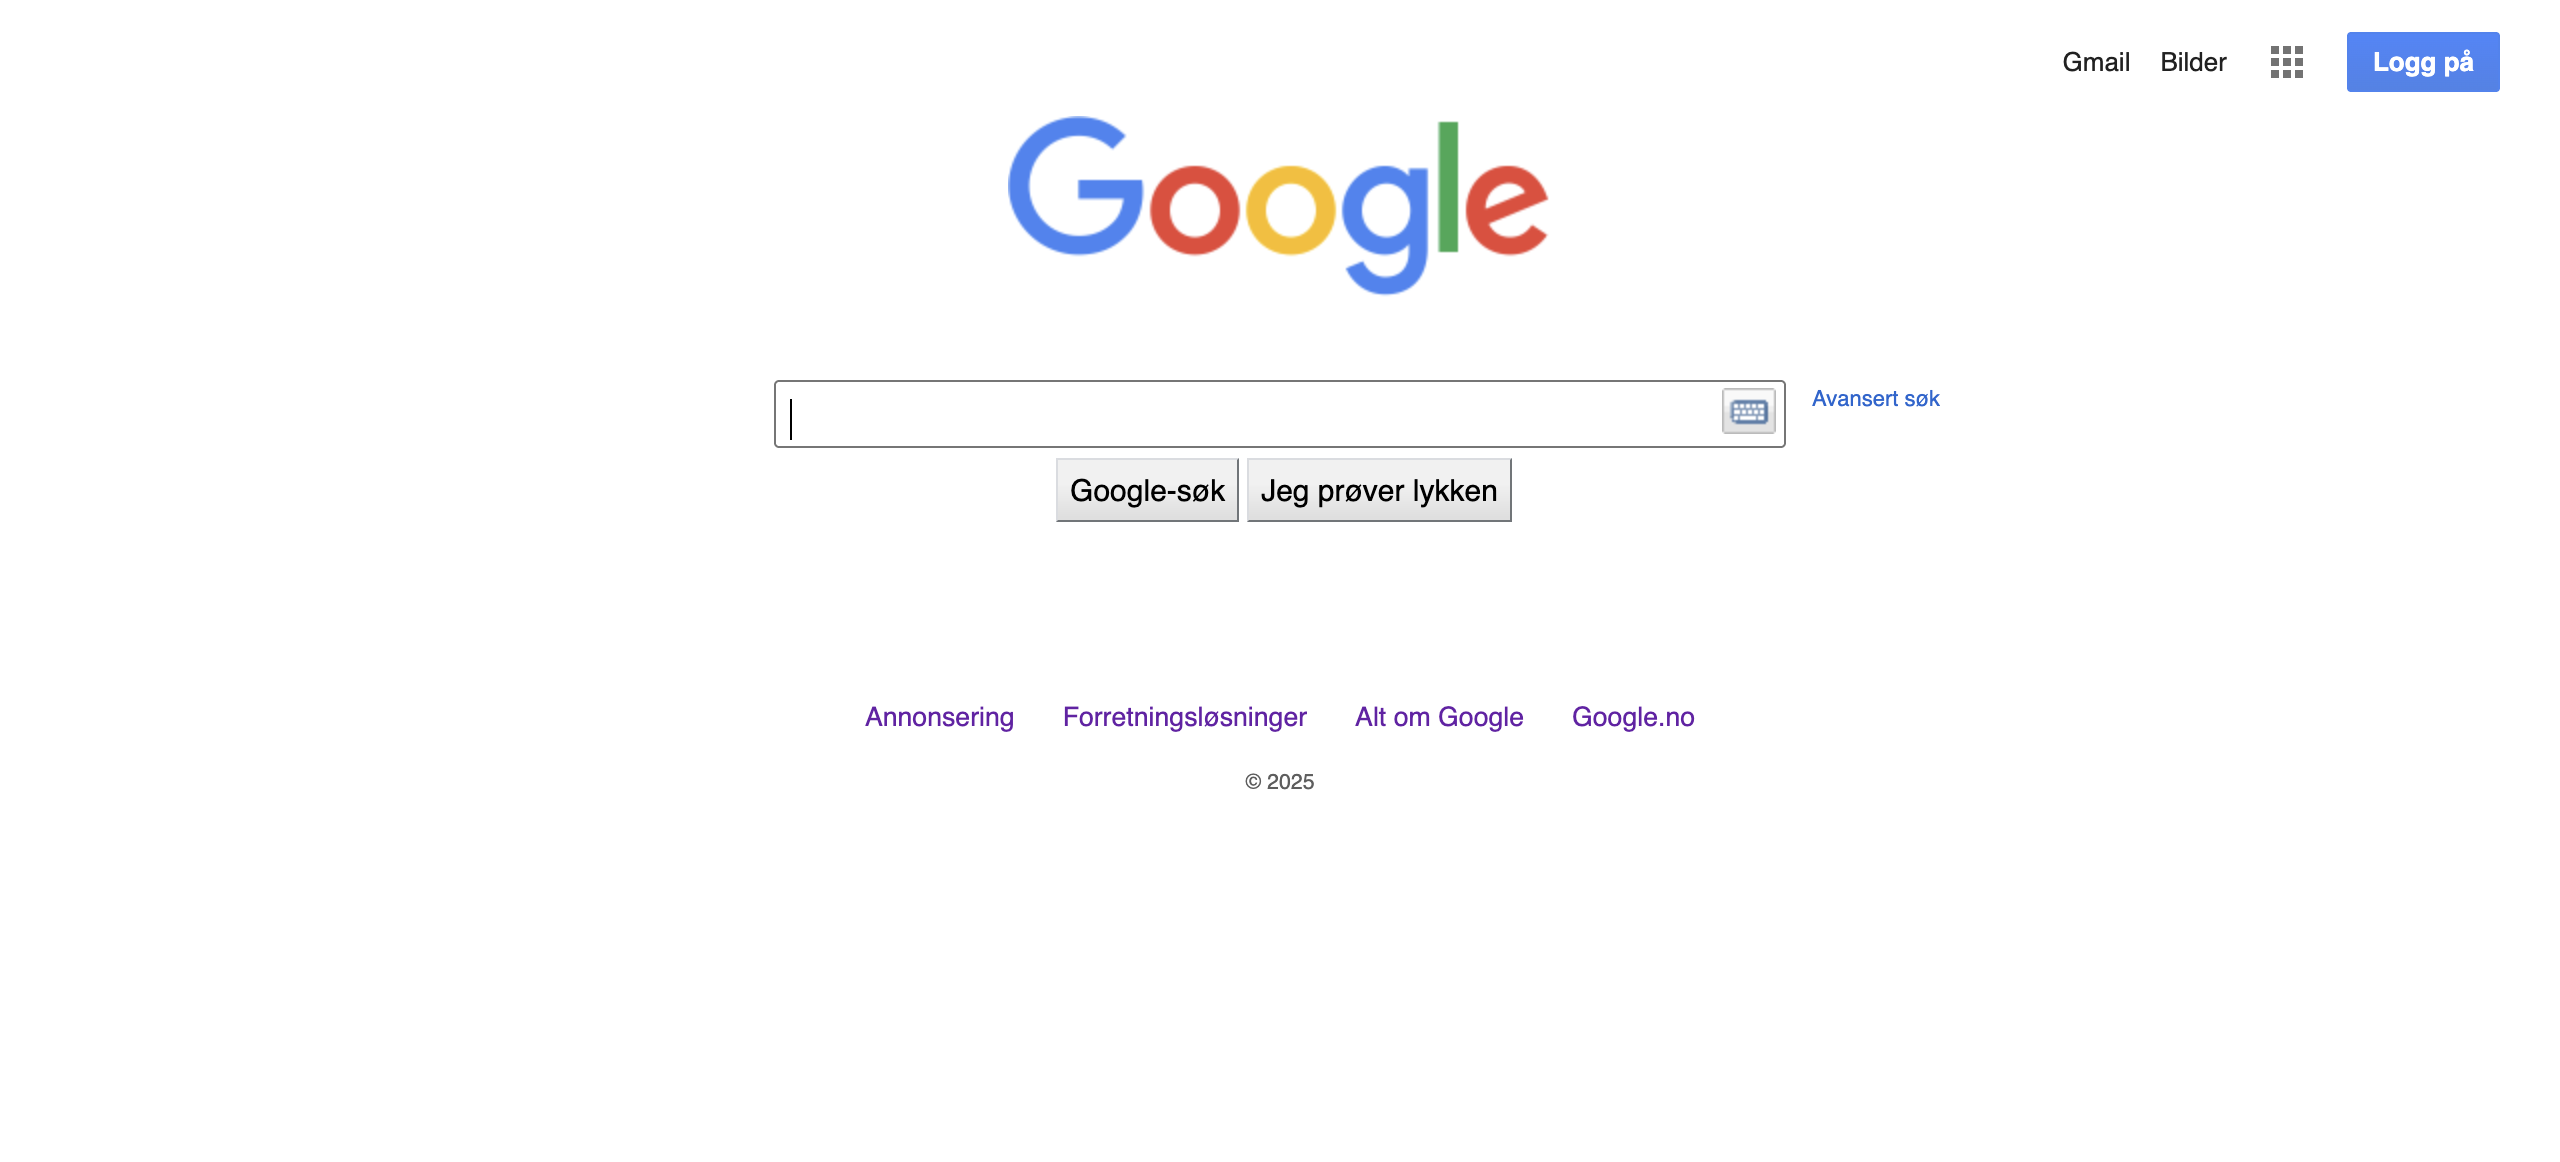 Gmail Bilder Logg på
Google
Avansert søk
Google-søk Jeg prøver lykken
Annonsering Forretningsløsninger Alt om Google Google.no
© 2025